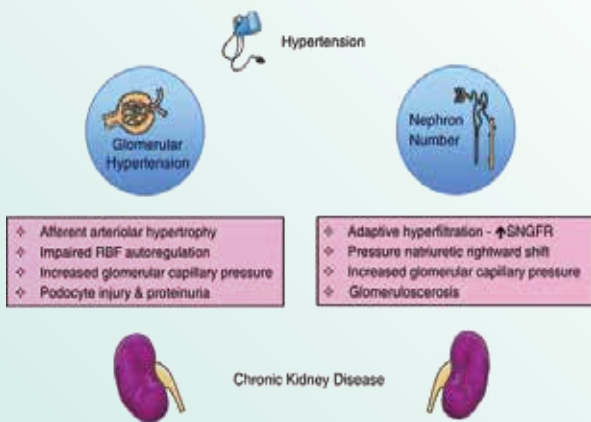 Hypertension
Glomerular
Hypertension
Nephron
Number
❖ Afferent arteriolar hypertrophy
❖ Impaired RBF autoregulation
❖ Increased glomerular capillary pressure
❖ Podocyte injury & proteinuria
❖ Adaptive hyperfiltration - ↑SNGFR
❖ Pressure natriuretic rightward shift
❖ Increased glomerular capillary pressure
❖ Glomeruloscerosis
Chronic Kidney Disease